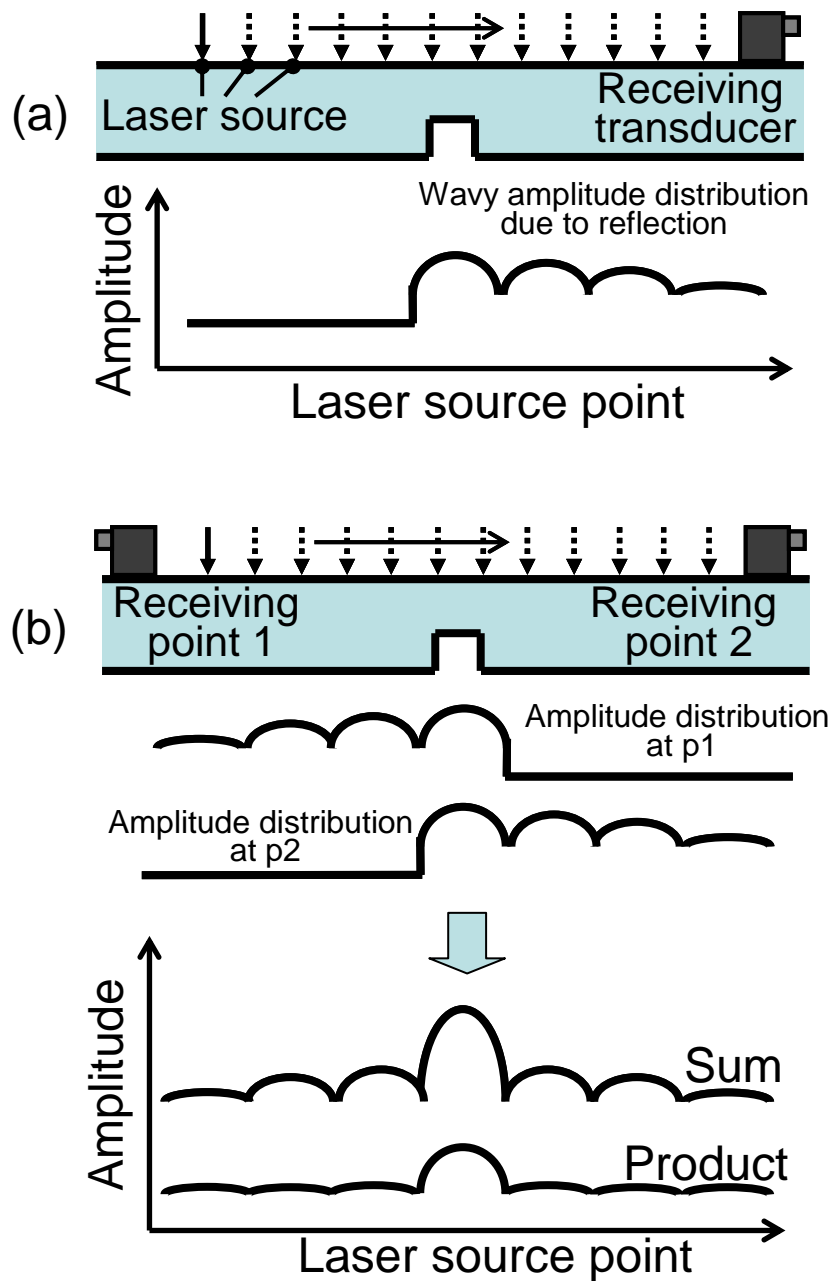 (a)
Laser source
Receiving
transducer
Wavy amplitude distribution
due to reflection
Amplitude
Laser source point
(b)
Receiving
point 1
Receiving
point 2
Amplitude distribution
at p1
Amplitude distribution
at p2
Amplitude
Sum
Product
Laser source point